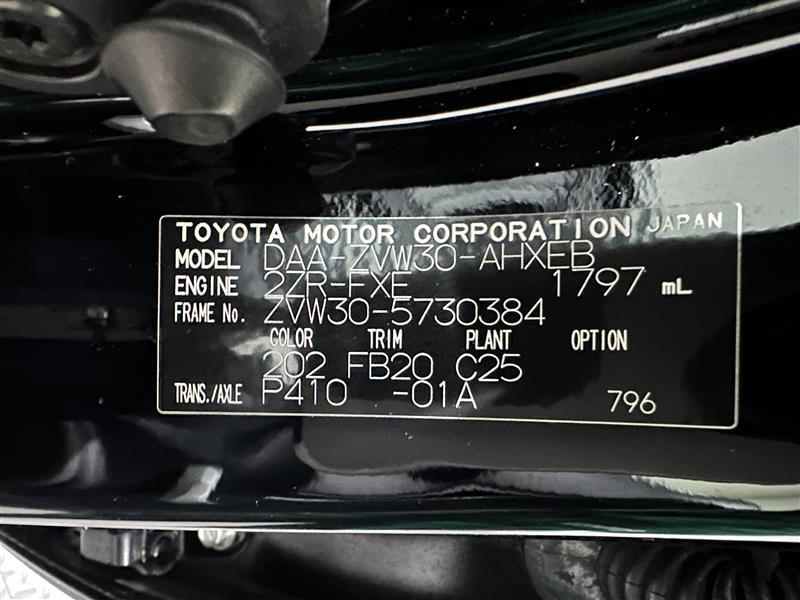 TOYOTA MOTOR CORPORATION JAPAN
MODEL DAA-ZVW30-AHXEB
ENGINE 2ZR-FXE 1797 mL
FRAME No. ZVW30-5730384
COLOR TRIM PLANT OPTION
202 FB20 C25
TRANS./AXLE P410 -01A 796